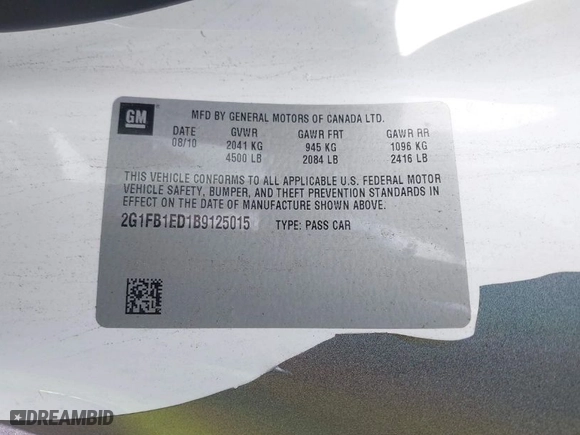 GM
MFD BY GENERAL MOTORS OF CANADA LTD.
DATE GVWR GAWR FRT GAWR RR
08/10 2041 KG 945 KG 1096 KG
4500 LB 2084 LB 2416 LB
THIS VEHICLE CONFORMS TO ALL APPLICABLE U.S. FEDERAL MOTOR
VEHICLE SAFETY, BUMPER, AND THEFT PREVENTION STANDARDS IN
EFFECT ON THE DATE OF MANUFACTURE SHOWN ABOVE.
2G1FB1ED1B9125015 TYPE: PASS CAR
DREAMBID